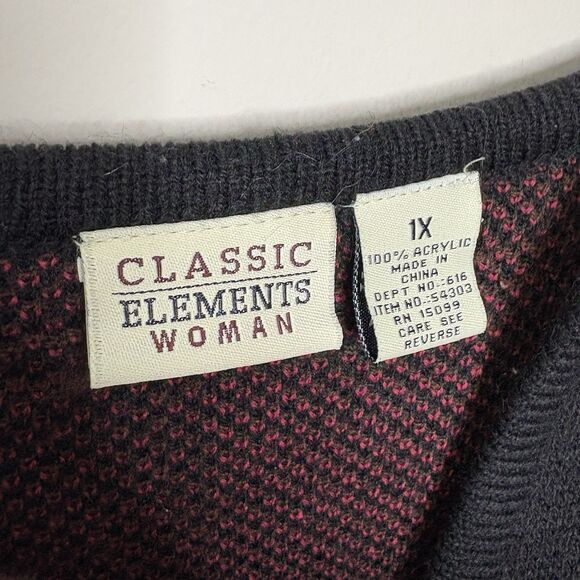 CLASSIC
ELEMENTS
WOMAN
1X
100% ACRYLIC
MADE IN
CHINA
DEPT NO.:616
ITEM NO.:54303
RN 15099
CARE SEE
REVERSE